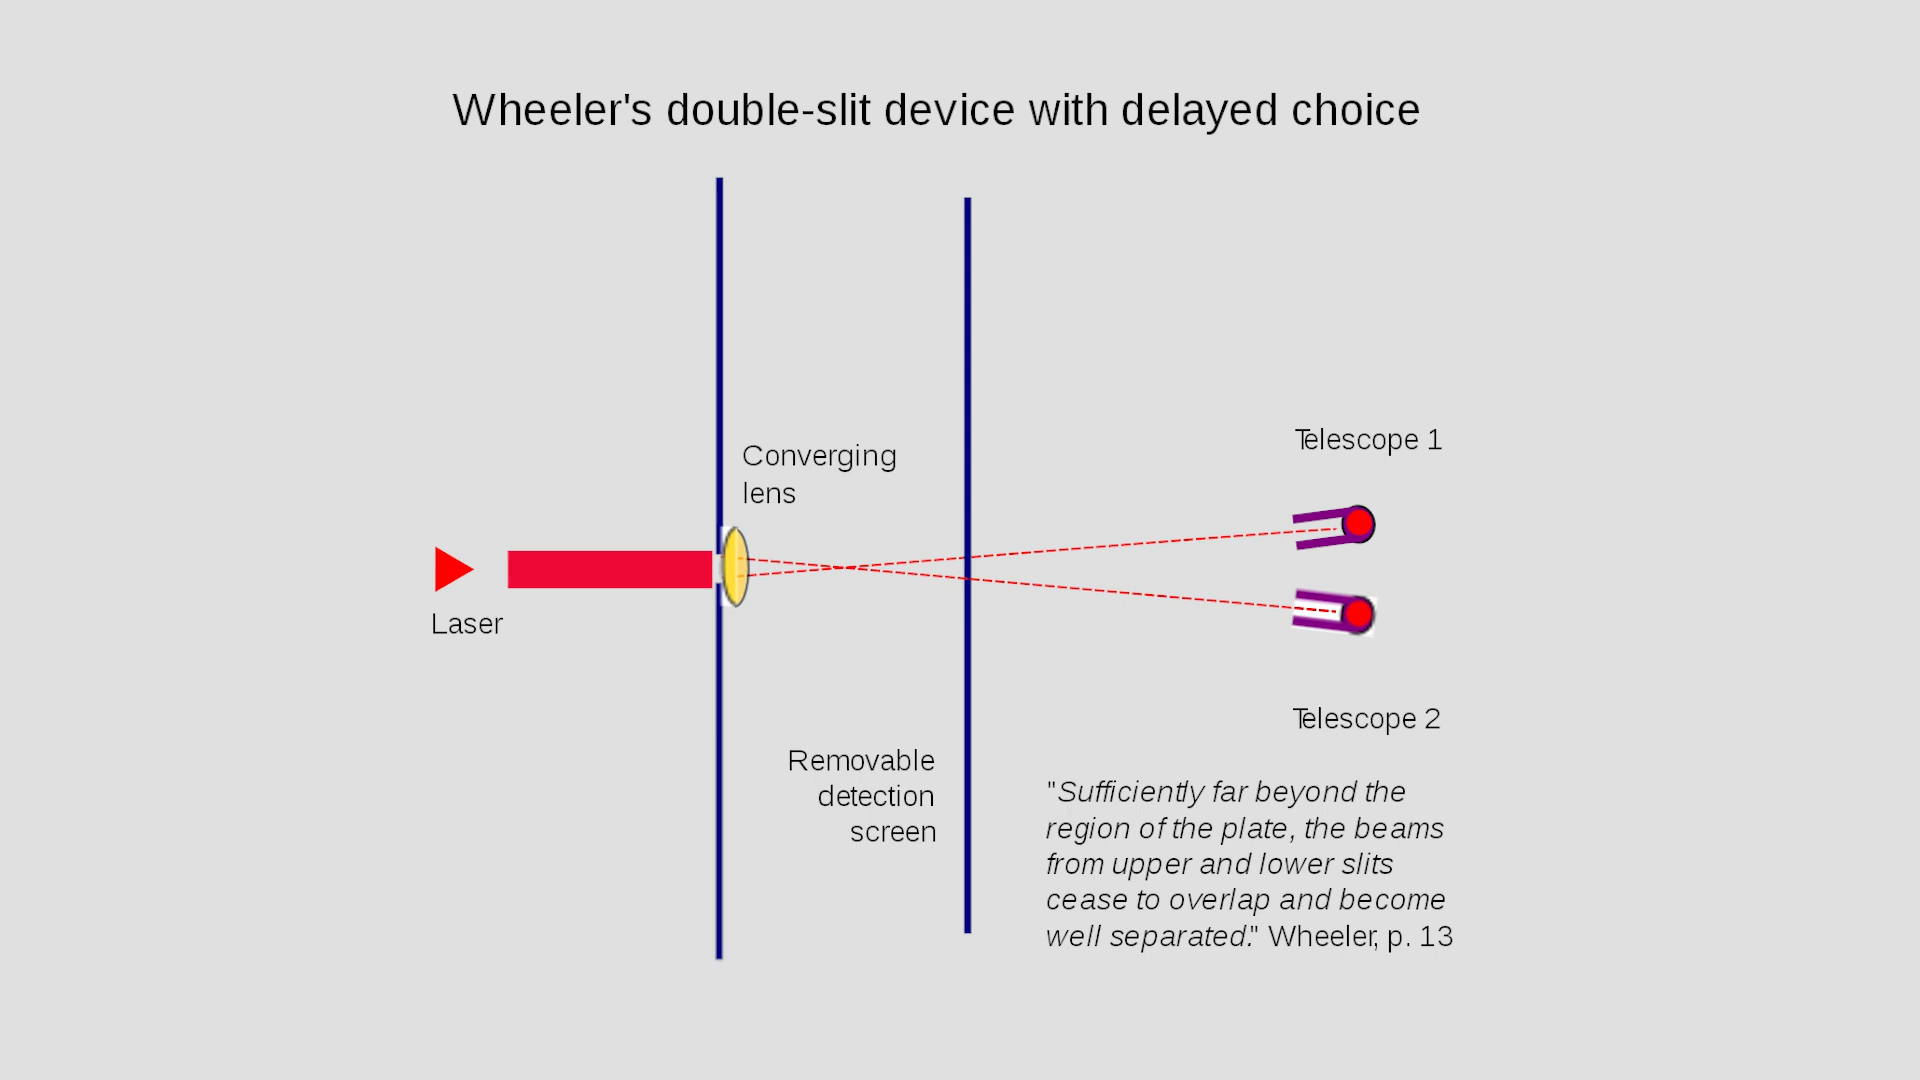 Wheeler's double-slit device with delayed choice
Converging
lens
Telescope 1
Laser
Telescope 2
Removable
detection
screen
"Sufficiently far beyond the
region of the plate, the beams
from upper and lower slits
cease to overlap and become
well separated." Wheeler, p. 13